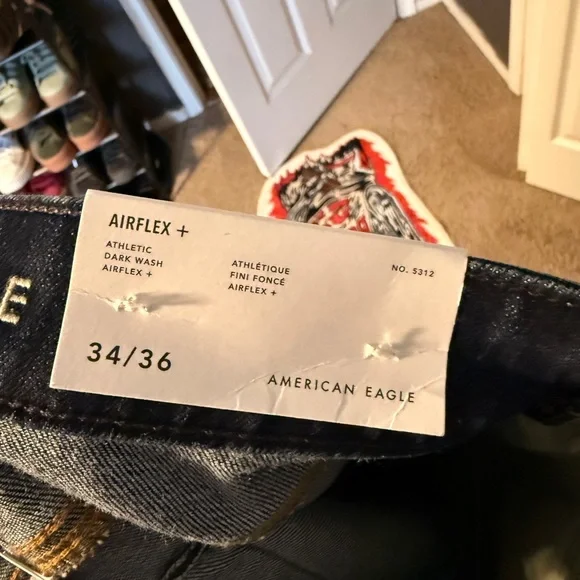 AIRFLEX +
ATHLETIC
DARK WASH
AIRFLEX +
ATHLÉTIQUE
FINI FONCÉ
AIRFLEX +
NO. 5312
34/36
AMERICAN EAGLE
E